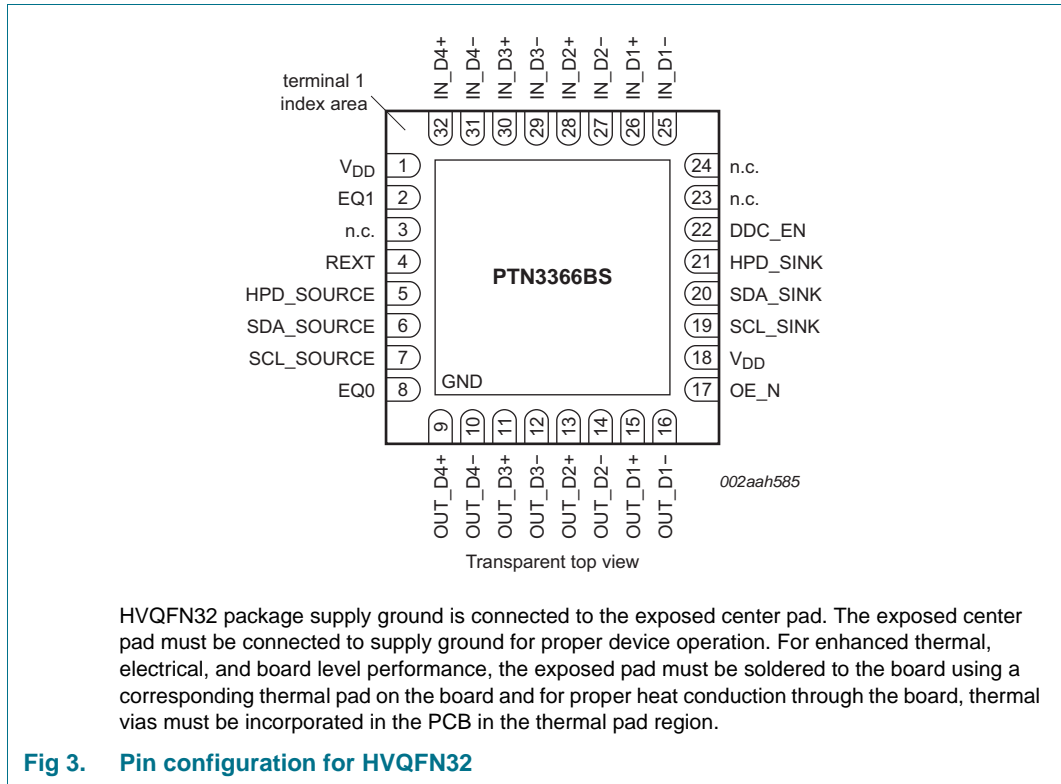 IN_D4+ IN_D4− IN_D3+ IN_D3− IN_D2+ IN_D2− IN_D1+ IN_D1−
terminal 1
index area
32 31 30 29 28 27 26 25
VDD 1 24 n.c.
EQ1 2 23 n.c.
n.c. 3 22 DDC_EN
REXT 4 21 HPD_SINK
PTN3366BS
HPD_SOURCE 5 20 SDA_SINK
SDA_SOURCE 6 19 SCL_SINK
SCL_SOURCE 7 18 VDD
EQ0 8 GND 17 OE_N
9 10 11 12 13 14 15 16
OUT_D4+ OUT_D4− OUT_D3+ OUT_D3− OUT_D2+ OUT_D2− OUT_D1+ OUT_D1−
002aah585
Transparent top view
HVQFN32 package supply ground is connected to the exposed center pad. The exposed center
pad must be connected to supply ground for proper device operation. For enhanced thermal,
electrical, and board level performance, the exposed pad must be soldered to the board using a
corresponding thermal pad on the board and for proper heat conduction through the board, thermal
vias must be incorporated in the PCB in the thermal pad region.
Fig 3. Pin configuration for HVQFN32